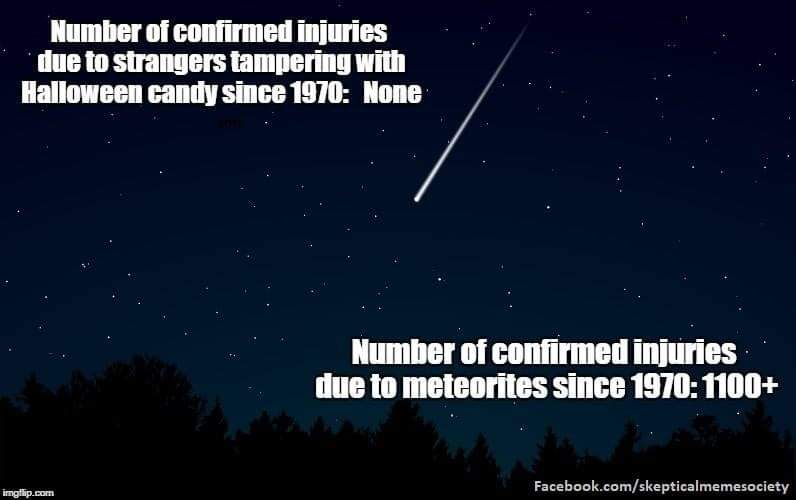 Number of confirmed injuries
due to strangers tampering with
Halloween candy since 1970: None
Number of confirmed injuries
due to meteorites since 1970: 1100+
Facebook.com/skepticalmemesociety
imgflip.com